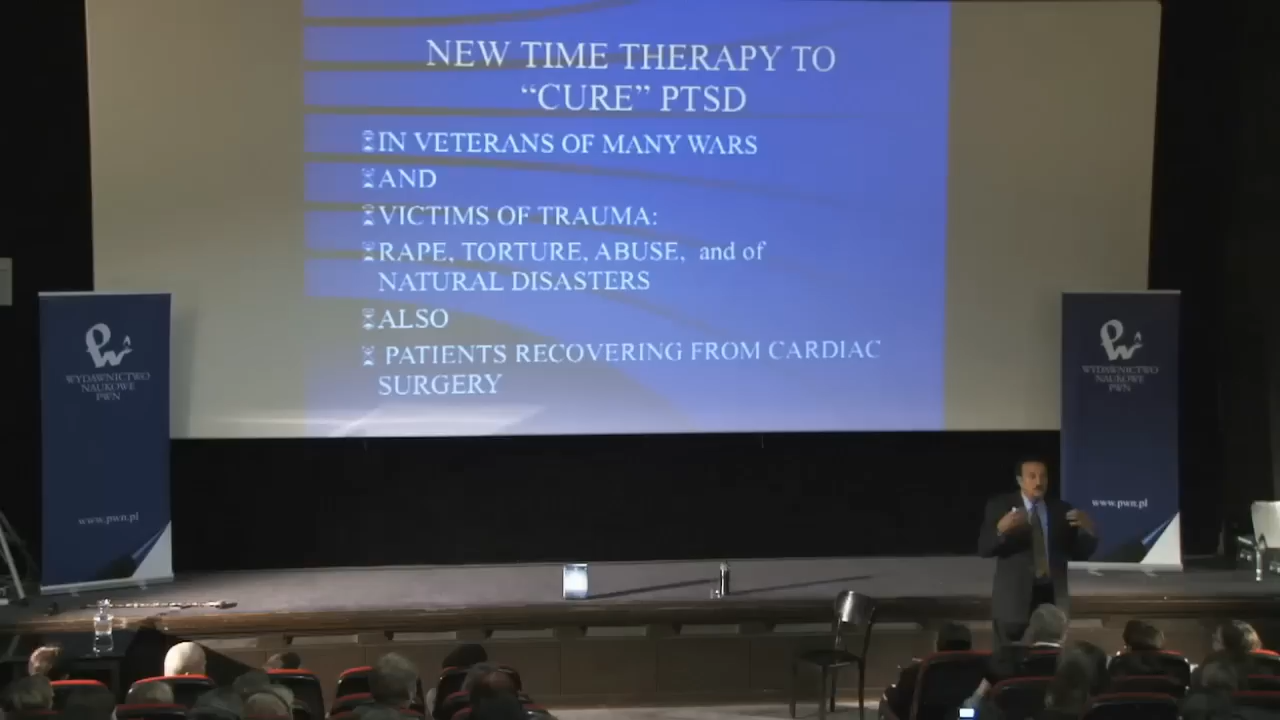 NEW TIME THERAPY TO
“CURE” PTSD
IN VETERANS OF MANY WARS
AND
VICTIMS OF TRAUMA:
RAPE, TORTURE, ABUSE, and of
NATURAL DISASTERS
ALSO
PATIENTS RECOVERING FROM CARDIAC
SURGERY
PW
WYDAWNICTWO
NAUKOWE
PWN
www.pwn.pl
PW
WYDAWNICTWO
NAUKOWE
PWN
www.pwn.pl